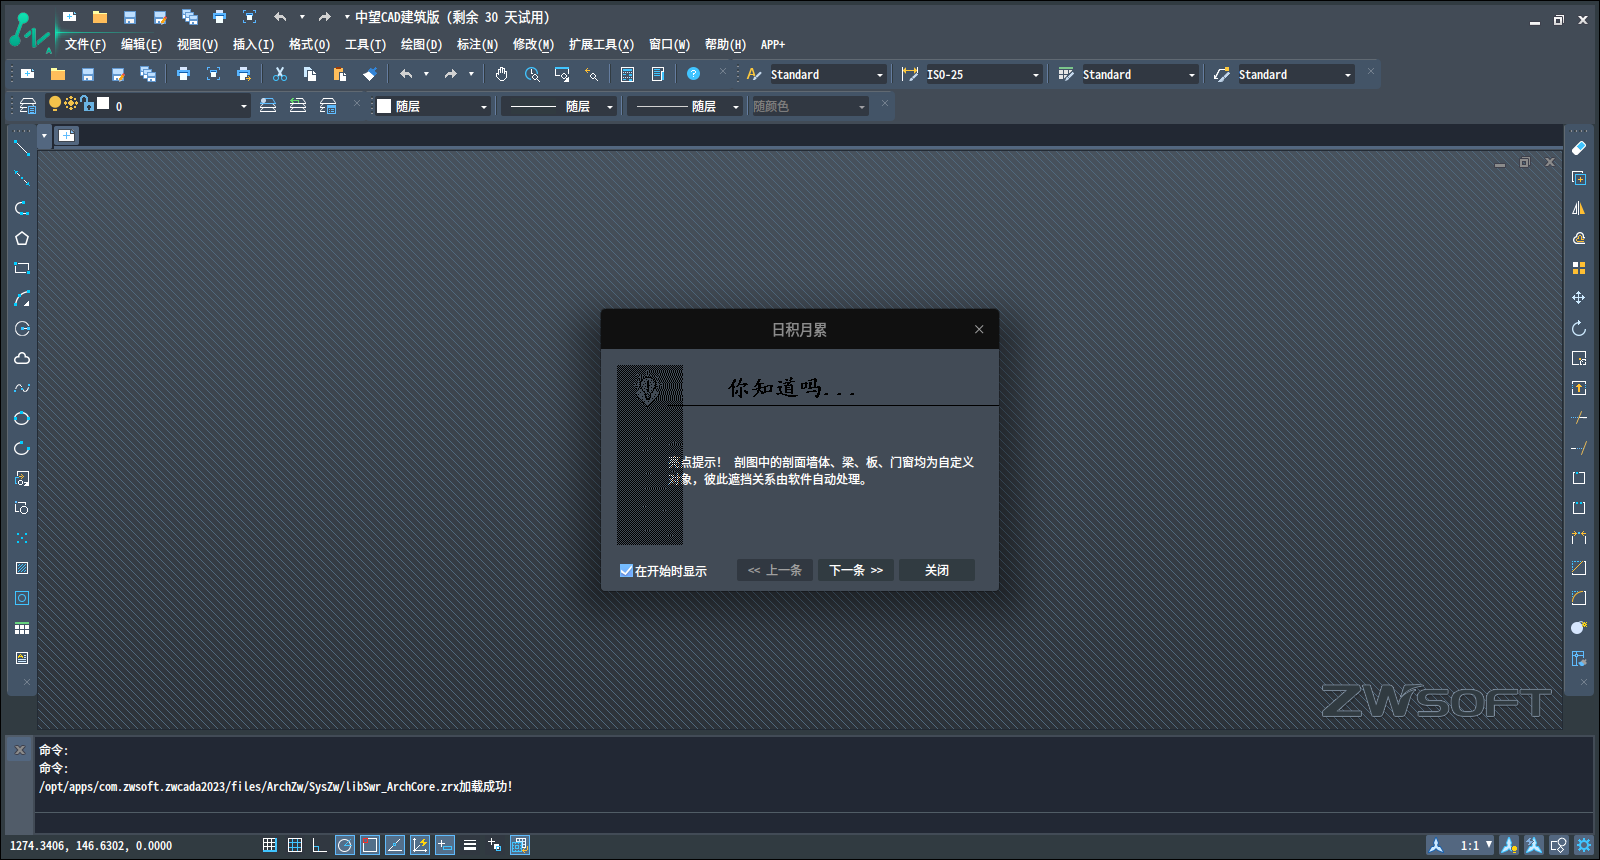 中望CAD建筑版 (剩余 30 天试用)
文件(F) 编辑(E) 视图(V) 插入(I) 格式(O) 工具(T) 绘图(D) 标注(N) 修改(M) 扩展工具(X) 窗口(W) 帮助(H) APP+
Standard ISO-25 Standard Standard
0 随层 随层 随层 随颜色
日积月累
你知道吗...
亮点提示! 剖图中的剖面墙体、梁、板、门窗均为自定义
对象，彼此遮挡关系由软件自动处理。
在开始时显示 << 上一条 下一条 >> 关闭
ZWSOFT
命令:
命令:
/opt/apps/com.zwsoft.zwcada2023/files/ArchZw/SysZw/libSwr_ArchCore.zrx加载成功!
1274.3406, 146.6302, 0.0000 1:1